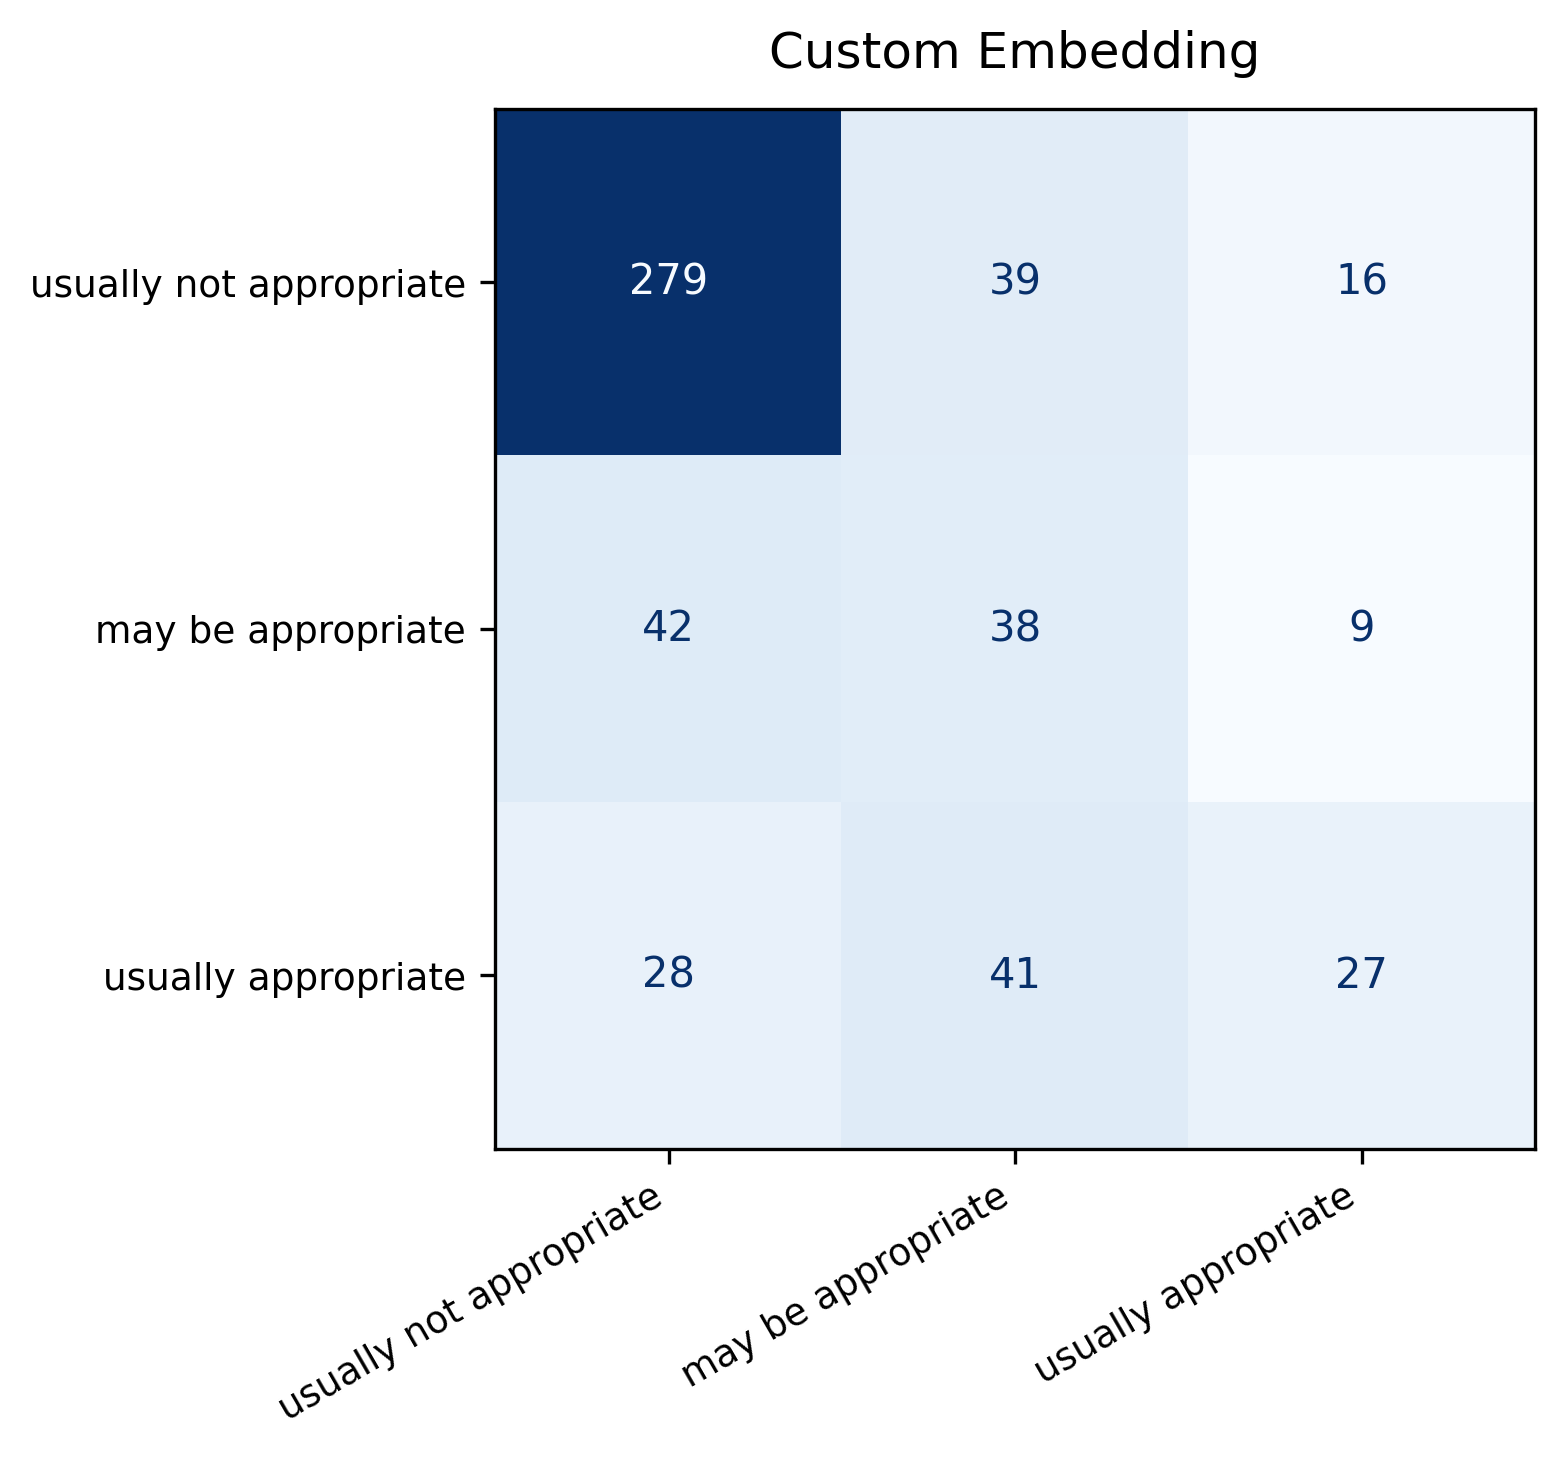 Custom Embedding
usually not appropriate 279 39 16
may be appropriate 42 38 9
usually appropriate 28 41 27
usually not appropriate
may be appropriate
usually appropriate